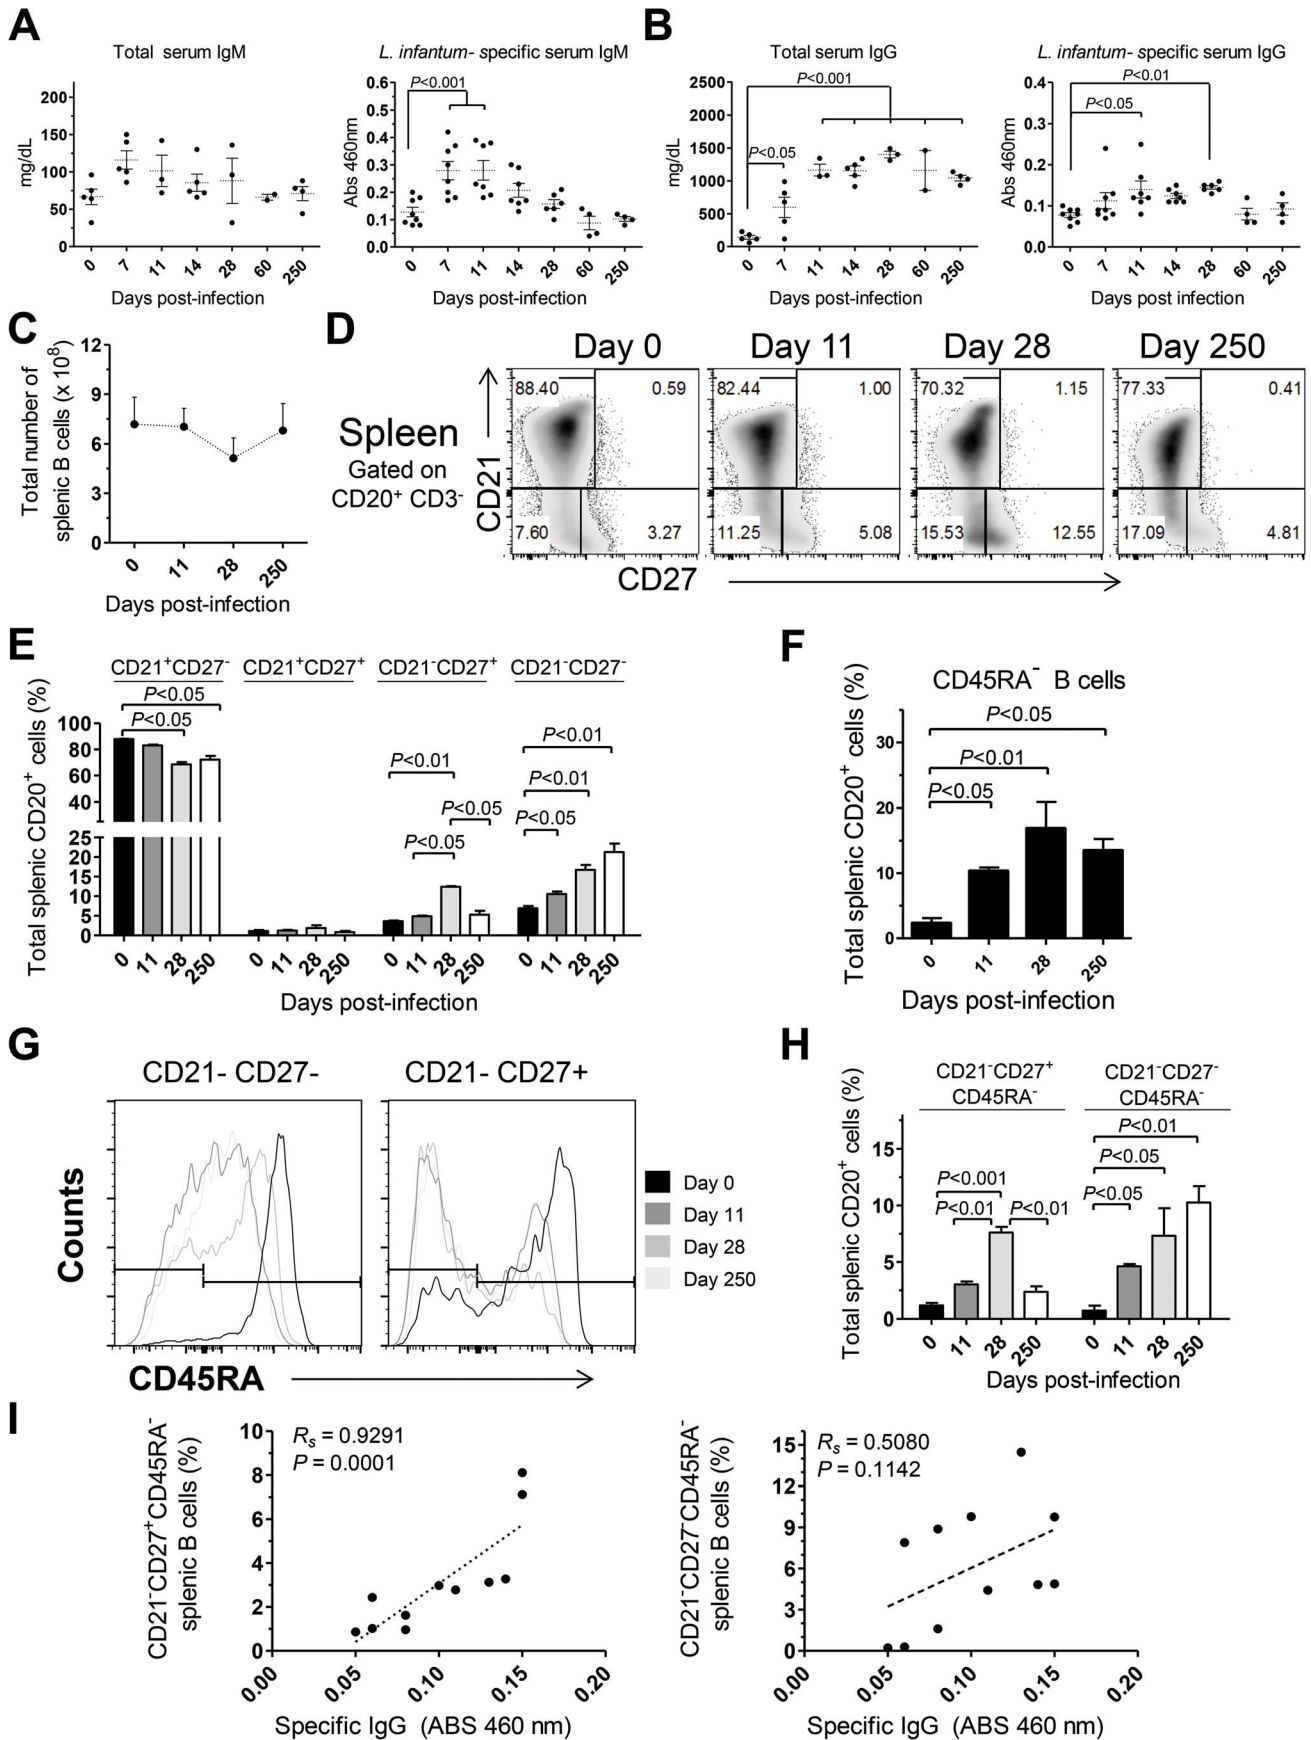 A
Total serum IgM
mg/dL
200
150
100
50
0
0 7 11 14 28 60 250
Days post-infection
L. infantum- specific serum IgM
Abs 460nm
0.6
0.5
0.4
0.3
0.2
0.1
0.0
P<0.001
0 7 11 14 28 60 250
Days post-infection
B
Total serum IgG
mg/dL
2500
2000
1500
1000
500
0
P<0.001
P<0.05
0 7 11 14 28 60 250
Days post-infection
L. infantum- specific serum IgG
Abs 460nm
0.4
0.3
0.2
0.1
0.0
P<0.01
P<0.05
0 7 11 14 28 60 250
Days post infection
C
Total number of
splenic B cells (x 10⁸)
12
9
6
3
0
0 11 28 250
Days post-infection
D
Spleen
Gated on
CD20⁺ CD3⁻
CD21
Day 0 Day 11 Day 28 Day 250
88.40 0.59 82.44 1.00 70.32 1.15 77.33 0.41
7.60 3.27 11.25 5.08 15.53 12.55 17.09 4.81
CD27
E
Total splenic CD20⁺ cells (%)
CD21⁺CD27⁻ CD21⁺CD27⁺ CD21⁻CD27⁺ CD21⁻CD27⁻
P<0.05
P<0.05
P<0.01
P<0.05
P<0.05
P<0.01
P<0.01
P<0.05
100
80
60
40
25
20
15
10
5
0
0 11 28 250 0 11 28 250 0 11 28 250 0 11 28 250
Days post-infection
F
CD45RA⁻ B cells
Total splenic CD20⁺ cells (%)
30
20
10
0
P<0.05
P<0.01
P<0.05
0 11 28 250
Days post-infection
G
CD21- CD27- CD21- CD27+
Counts
Day 0
Day 11
Day 28
Day 250
CD45RA
H
Total splenic CD20⁺ cells (%)
CD21⁻CD27⁺ CD21⁻CD27⁻
CD45RA⁻ CD45RA⁻
15
10
5
0
P<0.001
P<0.01 P<0.01
P<0.01
P<0.05
P<0.05
0 11 28 250 0 11 28 250
Days post-infection
I
CD21⁻CD27⁺CD45RA⁻
splenic B cells (%)
Rs = 0.9291
P = 0.0001
10
8
6
4
2
0
0.00 0.05 0.10 0.15 0.20
Specific IgG (ABS 460 nm)
CD21⁻CD27⁻CD45RA⁻
splenic B cells (%)
Rs = 0.5080
P = 0.1142
15
12
9
6
3
0
0.00 0.05 0.10 0.15 0.20
Specific IgG (ABS 460 nm)